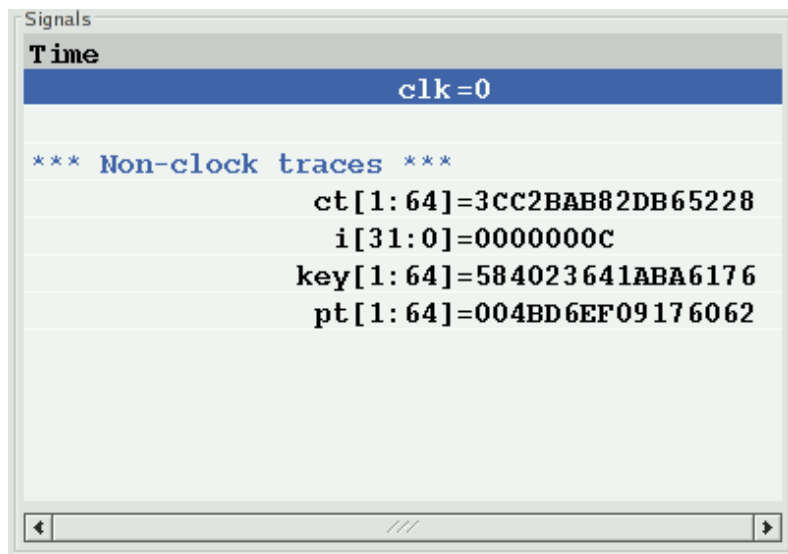 Signals
Time
clk=0
*** Non-clock traces ***
ct[1:64]=3CC2BAB82DB65228
i[31:0]=0000000C
key[1:64]=584023641ABA6176
pt[1:64]=004BD6EF09176062